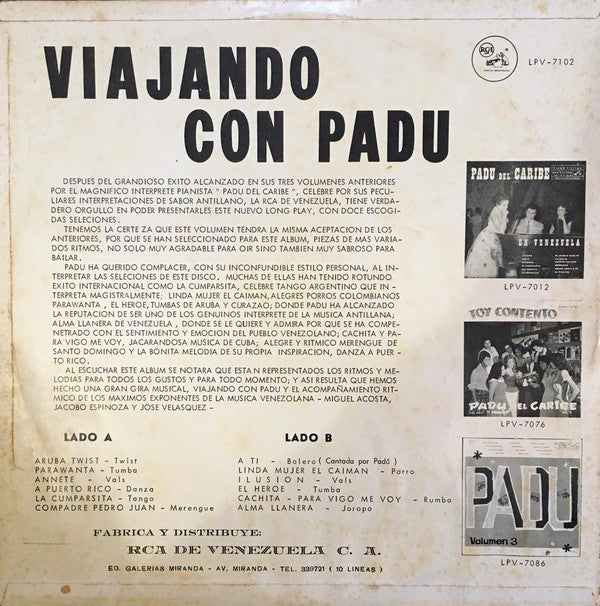 VIAJANDO
CON PADU
RCA
LPV-7102
DESPUES DEL GRANDIOSO EXITO ALCANZADO EN SUS TRES VOLUMENES ANTERIORES
POR EL MAGNIFICO INTERPRETE PIANISTA " PADU DEL CARIBE ", CELEBRE POR SUS PECU-
LIARES INTERPRETACIONES DE SABOR ANTILLANO, LA RCA DE VENEZUELA, TIENE VERDA-
DERO ORGULLO EN PODER PRESENTARLES ESTE NUEVO LONG PLAY, CON DOCE ESCOGI-
DAS SELECIONES.
TENEMOS LA CERTE ZA QUE ESTE VOLUMEN TENDRA LA MISMA ACEPTACION DE LOS
ANTERIORES, POR QUE SE HAN SELECCIONADO PARA ESTE ALBUM, PIEZAS DE MAS VARIA-
DOS RITMOS, NO SOLO MUY AGRADABLE PARA OIR SINO TAMBIEN MUY SABROSO PARA
BAILAR.
PADU HA QUERIDO COMPLACER, CON SU INCONFUNDIBLE ESTILO PERSONAL, AL IN-
TERPRETAR LAS SELECIONES DE ESTE DISCO. MUCHAS DE ELLAS HAN TENIDO ROTUNDO
EXITO INTERNACIONAL COMO LA CUMPARSITA, CELEBRE TANGO ARGENTINO QUE IN-
TERPRETA MAGISTRALMENTE; LINDA MUJER EL CAIMAN, ALEGRES PORROS COLOMBIANOS
PARAWANTA , EL HEROE, TUMBAS DE ARUBA Y CURAZAO; DONDE PADU HA ALCANZADO
LA REPUTACION DE SER UNO DE LOS GENUINOS INTERPRETE DE LA MUSICA ANTILLANA;
ALMA LLANERA DE VENEZUELA , DONDE SE LE QUIERE Y ADMIRA POR QUE SE HA COMPE-
NETRADO CON EL SENTIMIENTO Y EMOCION DEL PUEBLO VENEZOLANO; CACHITA Y PA-
RA VIGO ME VOY, JACARANDOSA MUSICA DE CUBA; ALEGRE Y RITMICO MERENGUE DE
SANTO DOMINGO Y LA BONITA MELODIA DE SU PROPIA INSPIRACION, DANZA A PUER-
TO RICO.
AL ESCUCHAR ESTE ALBUM SE NOTARA QUE ESTA N REPRESENTADOS LOS RITMOS Y ME-
LODIAS PARA TODOS LOS GUSTOS Y PARA TODO MOMENTO; Y ASI RESULTA QUE HEMOS
HECHO UNA GRAN GIRA MUSICAL, VIAJANDO CON PADU Y EL ACOMPAÑAMIENTO RIT-
MICO DE LOS MAXIMOS EXPONENTES DE LA MUSICA VENEZOLANA - MIGUEL ACOSTA,
JACOBO ESPINOZA Y JOSE VELASQUEZ -
PADU DEL CARIBE
EN VENEZUELA
LPV-7012
TOY CONTENTO
PADU DEL CARIBE
LPV-7076
PADU
Volumen 3
LPV-7086
LADO A
ARUBA TWIST - Twist
PARAWANTA - Tumba
ANNETE - Vals
A PUERTO RICO - Danza
LA CUMPARSITA - Tango
COMPADRE PEDRO JUAN - Merengue
LADO B
A TI - Bolero ( Cantada por Padú )
LINDA MUJER EL CAIMAN - Porro
I L U S I O N - Vals
EL HEROE - Tumba
CACHITA - PARA VIGO ME VOY - Rumba
ALMA LLANERA - Joropo
FABRICA Y DISTRIBUYE:
RCA DE VENEZUELA C. A.
ED. GALERIAS MIRANDA - AV. MIRANDA - TEL. 339721 ( 10 LINEAS )